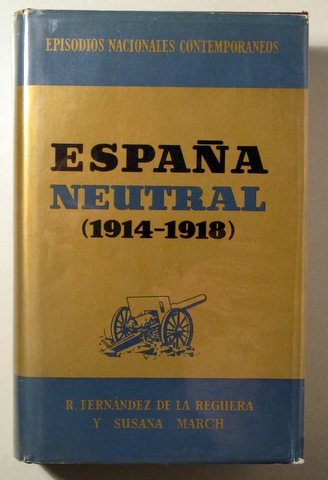 EPISODIOS NACIONALES CONTEMPORANEOS
ESPAÑA
NEUTRAL
(1914-1918)
R. FERNÁNDEZ DE LA REGUERA
Y SUSANA MARCH